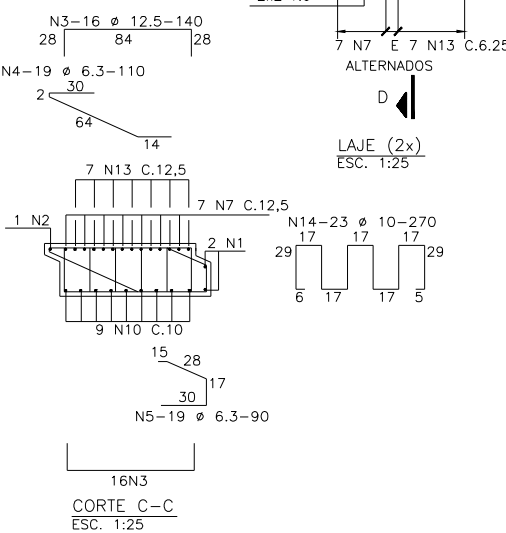 N3-16 ø 12.5-140
28 84 28
N4-19 ø 6.3-110
30
2
64
14
7 N7 E 7 N13 C.6.25
ALTERNADOS
D
LAJE (2x)
ESC. 1:25
7 N13 C.12,5
7 N7 C.12,5
1 N2
2 N1
9 N10 C.10
N14-23 ø 10-270
17 17 17
29 29
6 17 17 5
15
28
17
30
N5-19 ø 6.3-90
16N3
CORTE C-C
ESC. 1:25